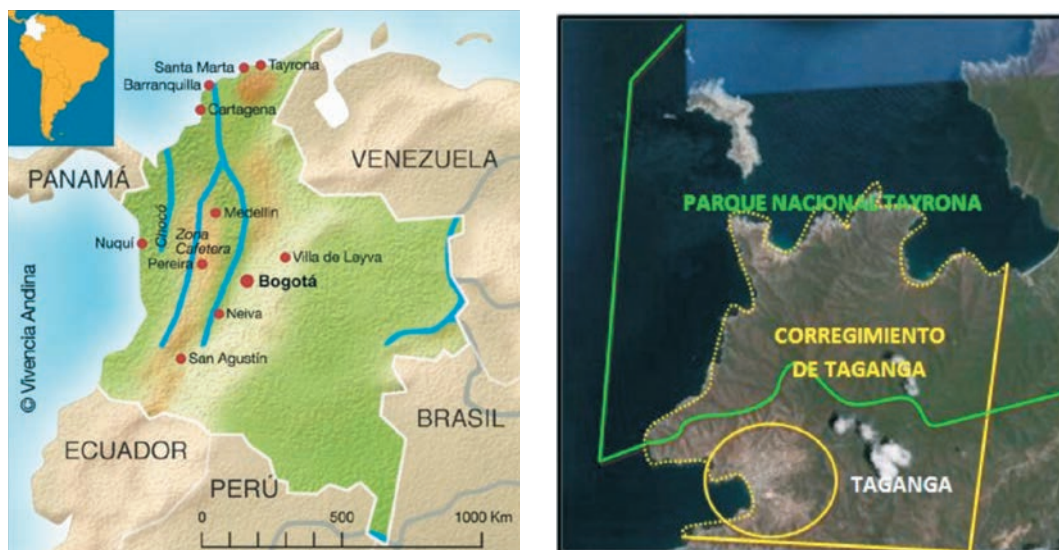 Santa Marta
Tayrona
Barranquilla
Cartagena
VENEZUELA
PANAMÁ
Chocó
Medellín
Nuquí
Zona
Cafetera
Villa de Leyva
Pereira
Bogotá
Neiva
San Agustín
© Vivencia Andina
BRASIL
ECUADOR
PERÚ
0
500
1000 Km
PARQUE NACIONAL TAYRONA
CORREGIMIENTO
DE TAGANGA
TAGANGA